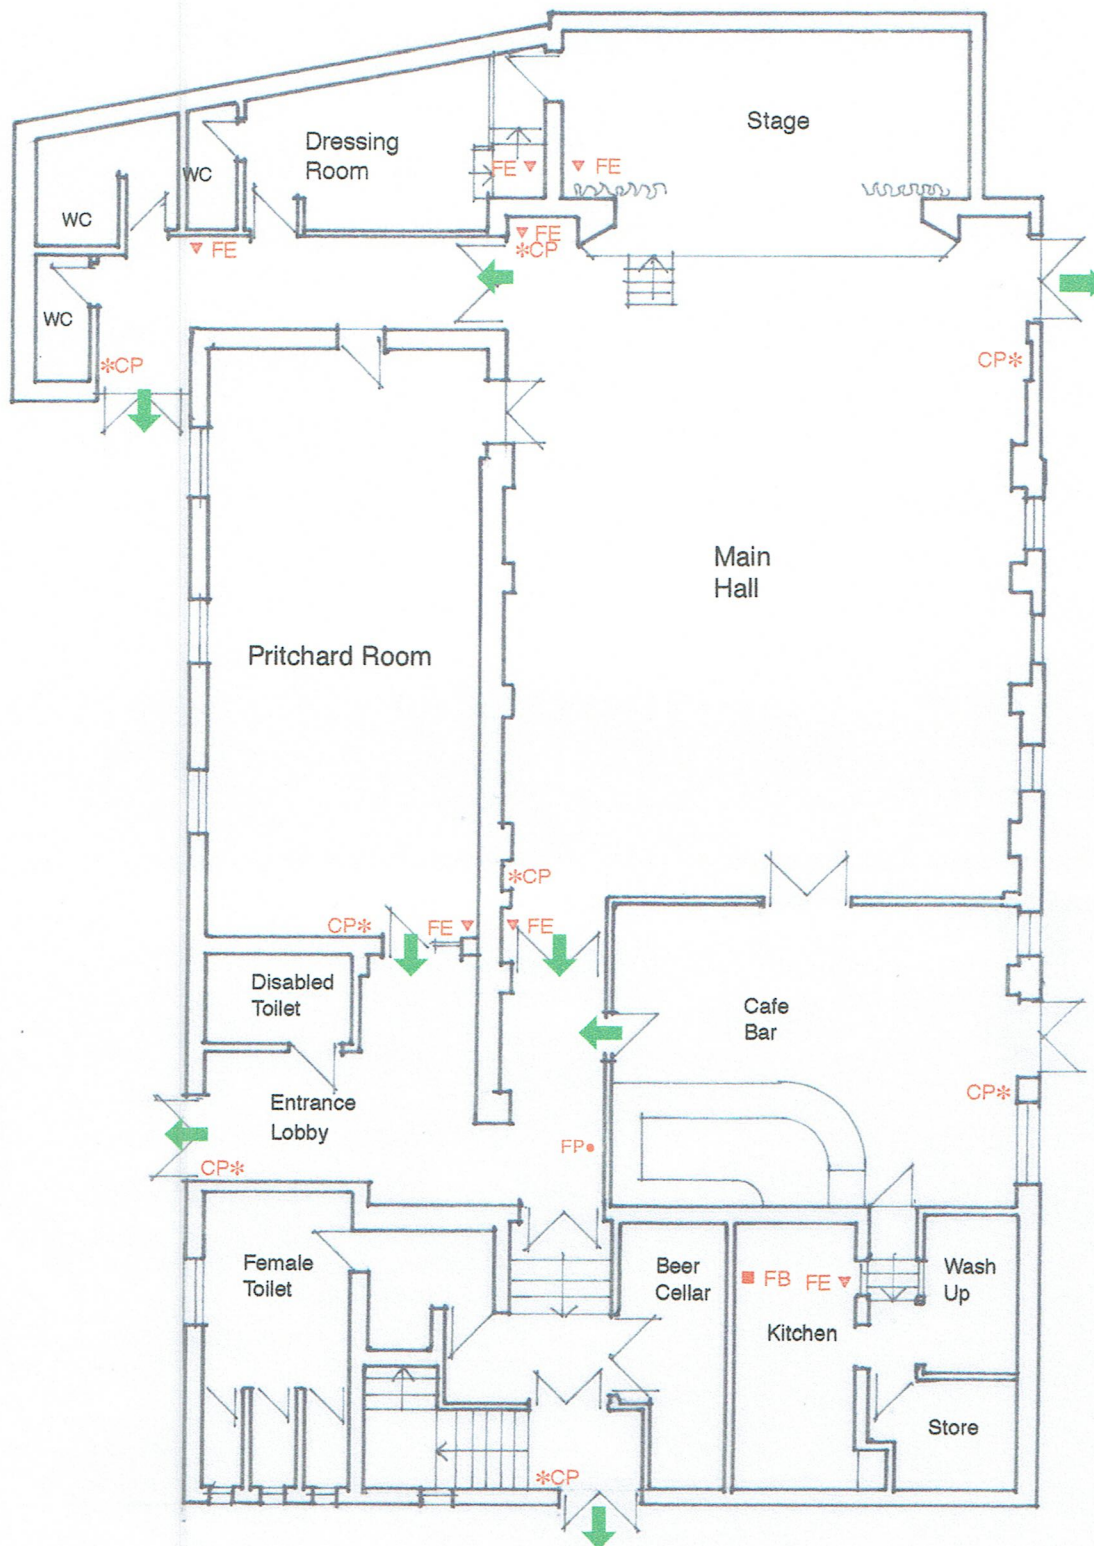 Stage
Dressing
Room
WC
FE
FE
WC
FE
FE
*CP
WC
*CP
CP*
Main
Hall
Pritchard Room
*CP
CP*
FE
FE
Disabled
Toilet
Cafe
Bar
Entrance
Lobby
CP*
FP
CP*
Female
Toilet
Beer
Cellar
FB
FE
Wash
Up
Kitchen
Store
*CP